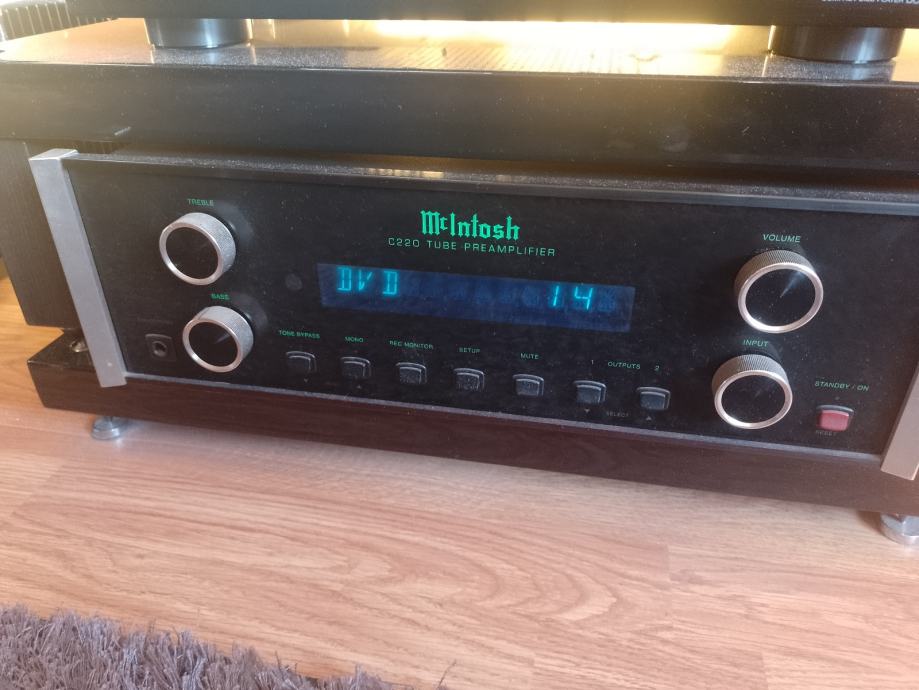 TREBLE
McIntosh
C220 TUBE PREAMPLIFIER
VOLUME
DVD 14
BASS
TONE BYPASS MONO REC MONITOR SETUP MUTE 1 OUTPUTS 2
INPUT
STANDBY / ON
SELECT
RESET